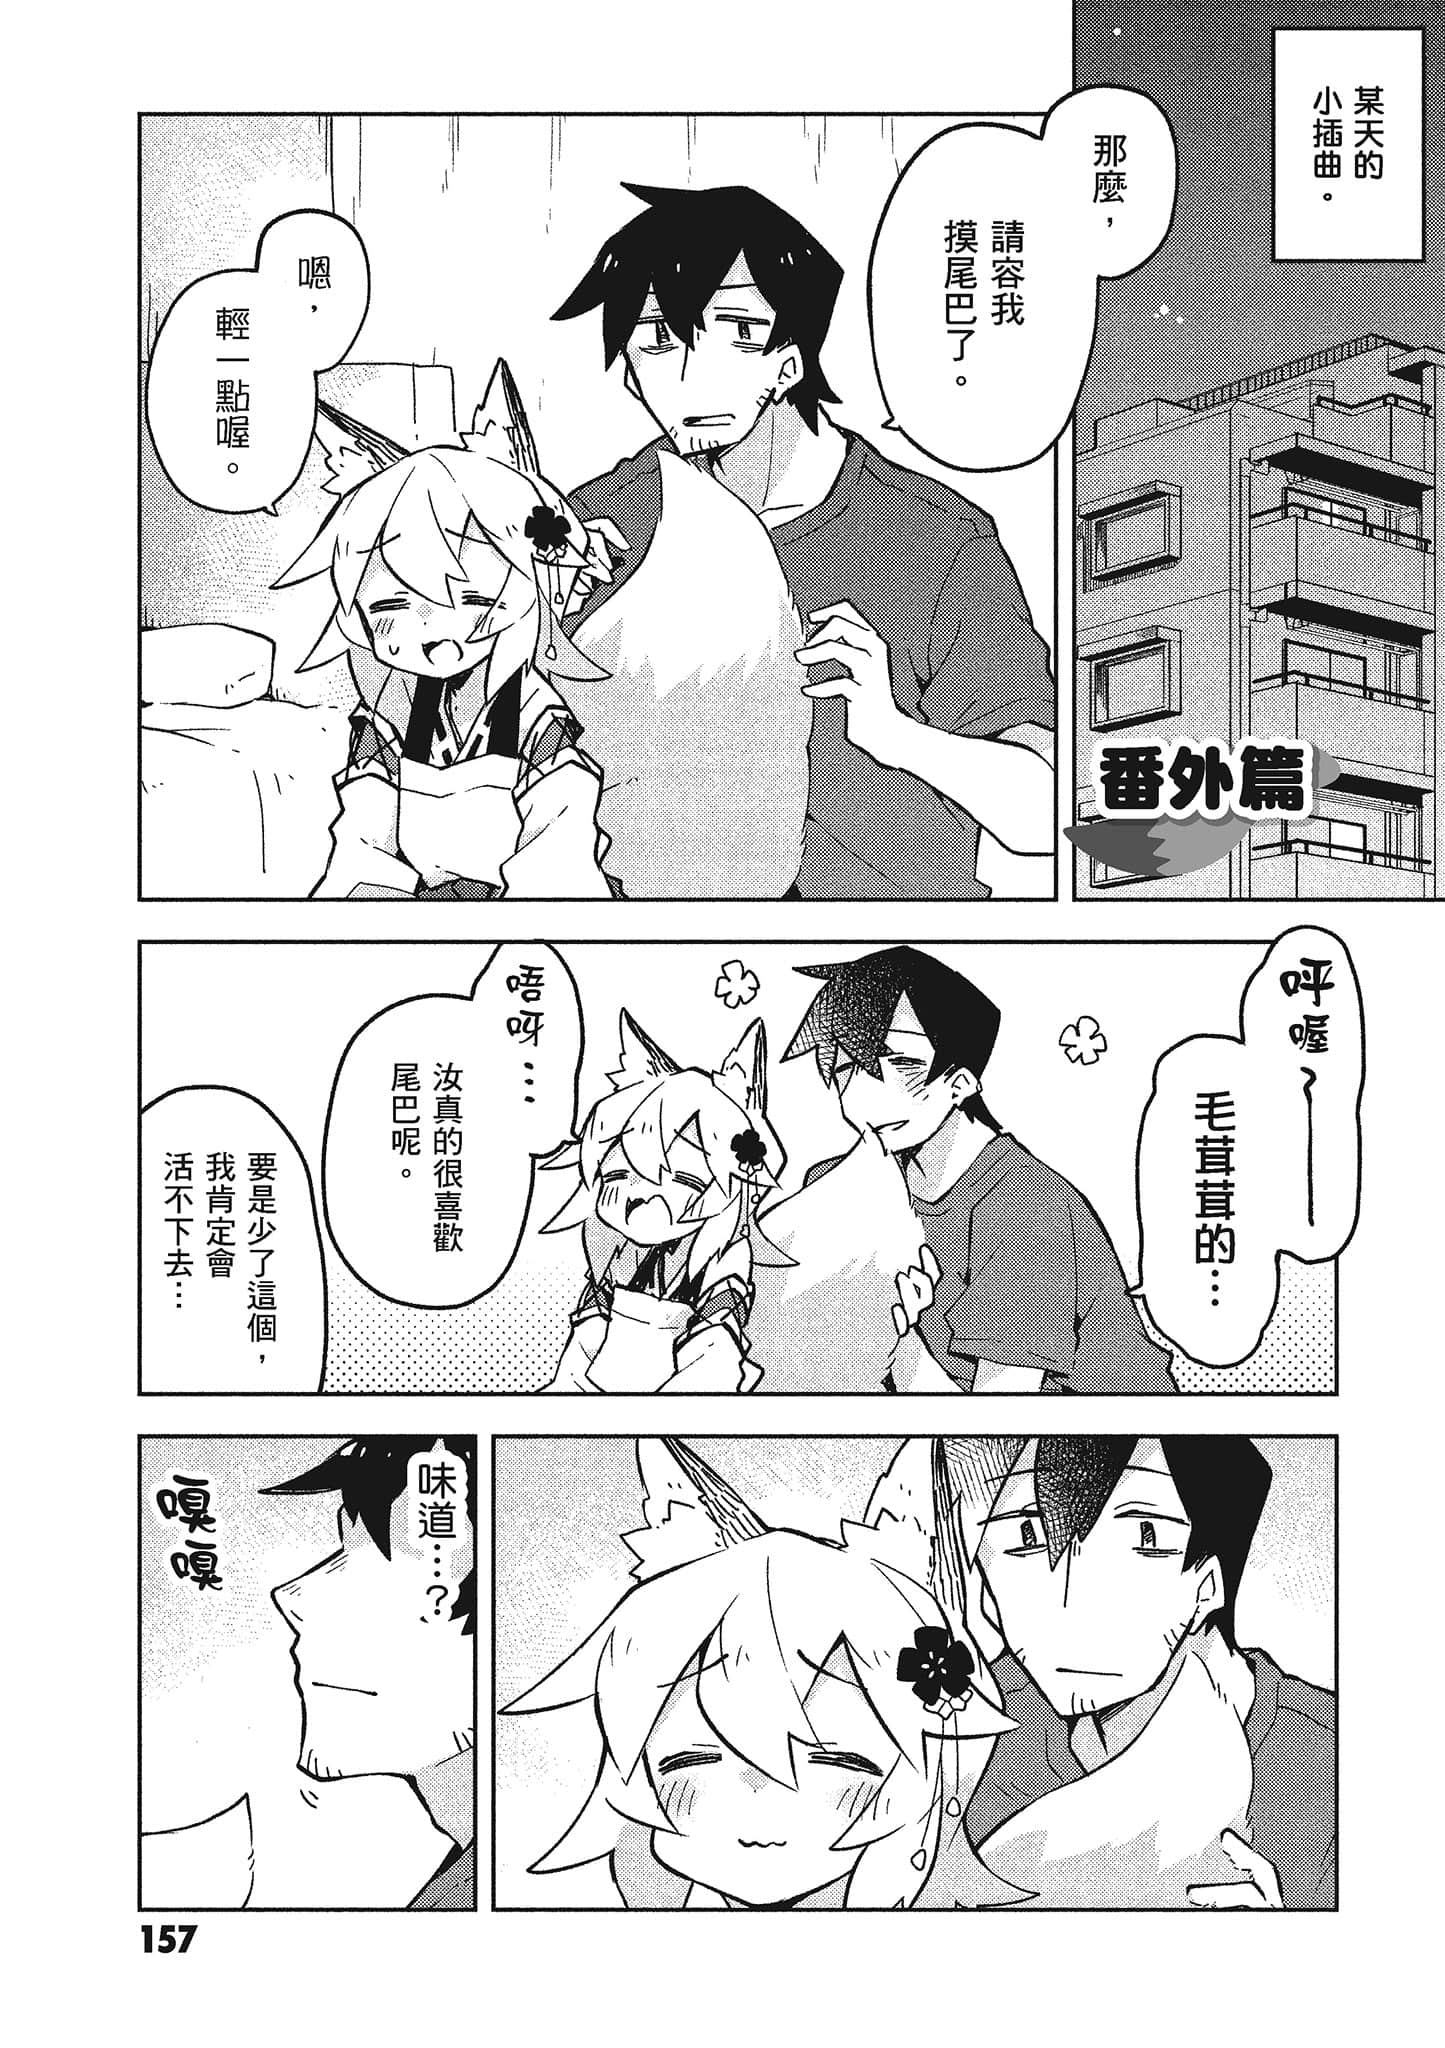 某天的
小插曲。
番外篇
那麼，
請容我
摸尾巴了。
嗯，
輕一點喔。
呼喔～
毛茸茸的…
唔呀…
汝真的很喜歡
尾巴呢。
要是少了這個，
我肯定會
活不下去…
味道…？
嗅嗅
157